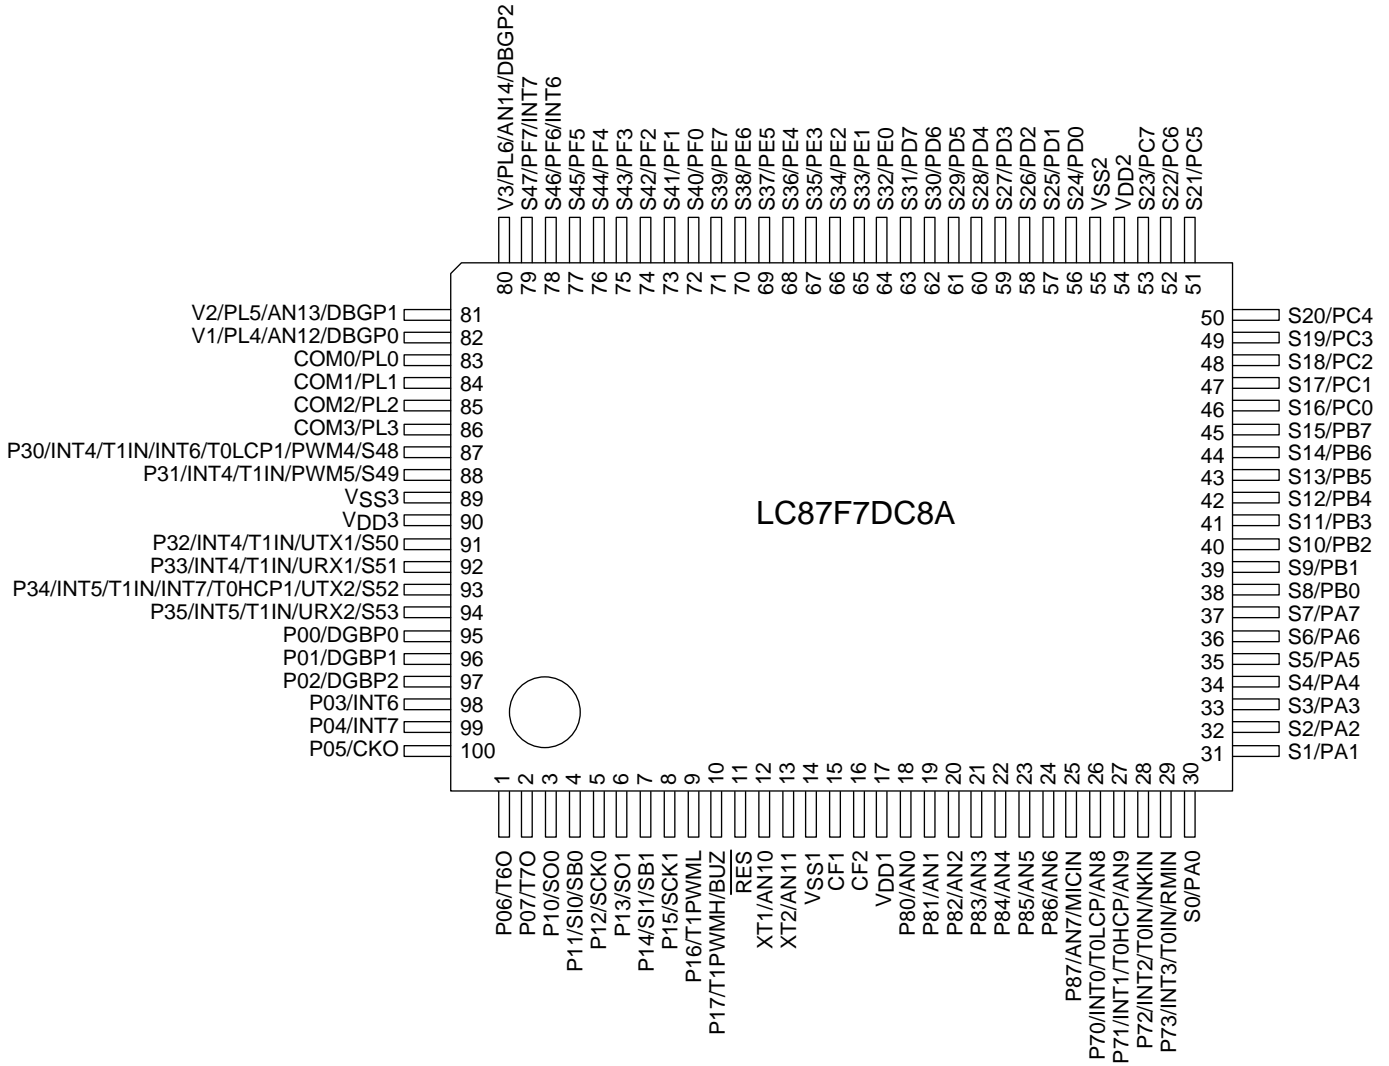 V3/PL6/AN14/DBGP2
S47/PF7/INT7
S46/PF6/INT6
S45/PF5
S44/PF4
S43/PF3
S42/PF2
S41/PF1
S40/PF0
S39/PE7
S38/PE6
S37/PE5
S36/PE4
S35/PE3
S34/PE2
S33/PE1
S32/PE0
S31/PD7
S30/PD6
S29/PD5
S28/PD4
S27/PD3
S26/PD2
S25/PD1
S24/PD0
VSS2
VDD2
S23/PC7
S22/PC6
S21/PC5
80
79
78
77
76
75
74
73
72
71
70
69
68
67
66
65
64
63
62
61
60
59
58
57
56
55
54
53
52
51
V2/PL5/AN13/DBGP1 81
V1/PL4/AN12/DBGP0 82
COM0/PL0 83
COM1/PL1 84
COM2/PL2 85
COM3/PL3 86
P30/INT4/T1IN/INT6/T0LCP1/PWM4/S48 87
P31/INT4/T1IN/PWM5/S49 88
VSS3 89
VDD3 90
P32/INT4/T1IN/UTX1/S50 91
P33/INT4/T1IN/URX1/S51 92
P34/INT5/T1IN/INT7/T0HCP1/UTX2/S52 93
P35/INT5/T1IN/URX2/S53 94
P00/DGBP0 95
P01/DGBP1 96
P02/DGBP2 97
P03/INT6 98
P04/INT7 99
P05/CKO 100
LC87F7DC8A
50 S20/PC4
49 S19/PC3
48 S18/PC2
47 S17/PC1
46 S16/PC0
45 S15/PB7
44 S14/PB6
43 S13/PB5
42 S12/PB4
41 S11/PB3
40 S10/PB2
39 S9/PB1
38 S8/PB0
37 S7/PA7
36 S6/PA6
35 S5/PA5
34 S4/PA4
33 S3/PA3
32 S2/PA2
31 S1/PA1
1
2
3
4
5
6
7
8
9
10
11
12
13
14
15
16
17
18
19
20
21
22
23
24
25
26
27
28
29
30
P06/T6O
P07/T7O
P10/SO0
P11/SI0/SB0
P12/SCK0
P13/SO1
P14/SI1/SB1
P15/SCK1
P16/T1PWML
P17/T1PWMH/BUZ
RES
XT1/AN10
XT2/AN11
VSS1
CF1
CF2
VDD1
P80/AN0
P81/AN1
P82/AN2
P83/AN3
P84/AN4
P85/AN5
P86/AN6
P87/AN7/MICIN
P70/INT0/T0LCP/AN8
P71/INT1/T0HCP/AN9
P72/INT2/T0IN/NKIN
P73/INT3/T0IN/RMIN
S0/PA0